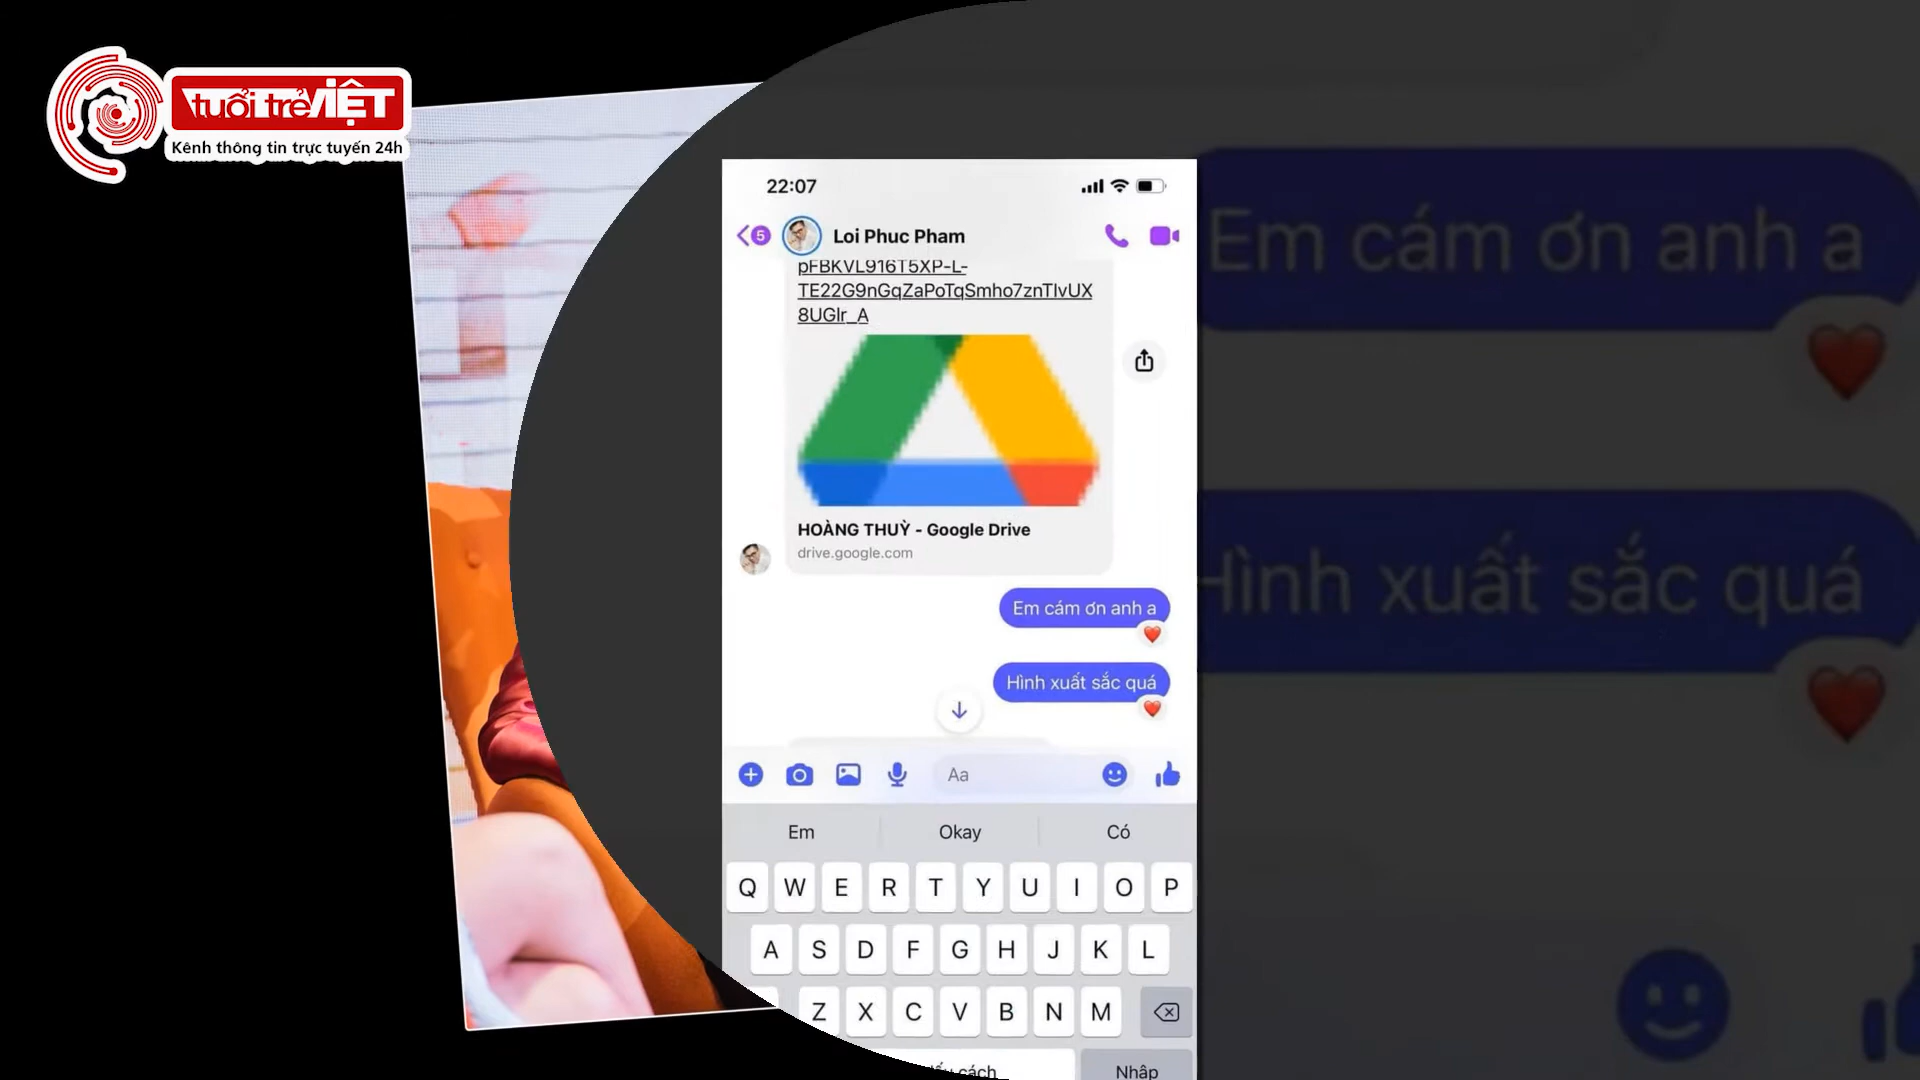 tuổi trẻ VIỆT
Kênh thông tin trực tuyến 24h
22:07
5
Loi Phuc Pham
pFBKVL916T5XP-L-
TE22G9nGqZaPoTqSmho7znTlvUX
8UGlr_A
HOÀNG THUỲ - Google Drive
drive.google.com
Em cám ơn anh a
Hình xuất sắc quá
Aa
Em Okay Có
Q W E R T Y U I O P
A S D F G H J K L
Z X C V B N M
dấu cách Nhập
Em cám ơn anh a
Hình xuất sắc quá